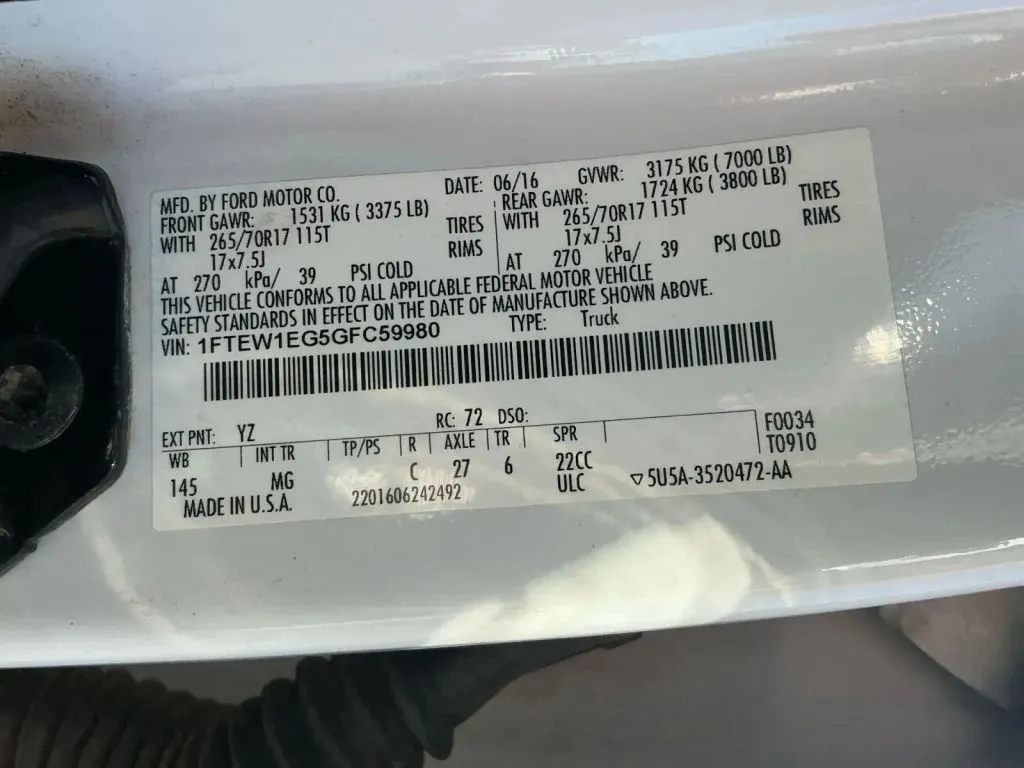 MFD. BY FORD MOTOR CO. DATE: 06/16 GVWR: 3175 KG ( 7000 LB)
FRONT GAWR: 1531 KG ( 3375 LB) REAR GAWR: 1724 KG ( 3800 LB)
WITH 265/70R17 115T TIRES WITH 265/70R17 115T TIRES
17x7.5J RIMS 17x7.5J RIMS
AT 270 kPa/ 39 PSI COLD AT 270 kPa/ 39 PSI COLD
THIS VEHICLE CONFORMS TO ALL APPLICABLE FEDERAL MOTOR VEHICLE
SAFETY STANDARDS IN EFFECT ON THE DATE OF MANUFACTURE SHOWN ABOVE.
VIN: 1FTEW1EG5GFC59980 TYPE: Truck
EXT PNT: YZ RC: 72 DSO: F0034
WB INT TR TP/PS R AXLE TR SPR T0910
145 MG C 27 6 22CC
MADE IN U.S.A. 2201606242492 ULC ▽5U5A-3520472-AA